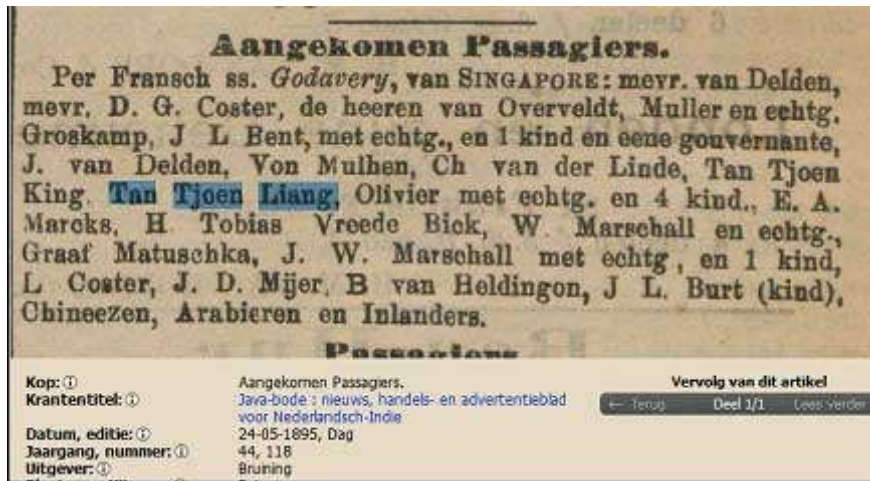 Aangekomen Passagiers.
Per Fransch ss. Godavery, van SINGAPORE: mevr. van Delden,
mevr. D. G. Coster, de heeren van Overveldt, Muller en echtg.
Groskamp, J L Bent, met echtg., en 1 kind en eene gouvernante,
J. van Delden, Von Mulhen, Ch van der Linde, Tan Tjoen
King. Tan Tjoen Liang, Olivier met echtg. en 4 kind., E. A.
Marcks, H Tobias Vreede Bick, W. Marschall en echtg.,
Graaf Matuschka, J. W. Marschall met echtg, en 1 kind,
L Coster, J. D. Mijer, B van Heldingon, J L. Burt (kind),
Chineezen, Arabieren en Inlanders.
Passagiers
Kop: Aangekomen Passagiers.
Krantentitel: Java-bode : nieuws, handels- en advertentieblad
voor Nederlandsch-Indie
Datum, editie: 24-05-1895, Dag
Jaargang, nummer: 44, 118
Uitgever: Bruining
Vervolg van dit artikel
← Terug Deel 1/1 Lees verder